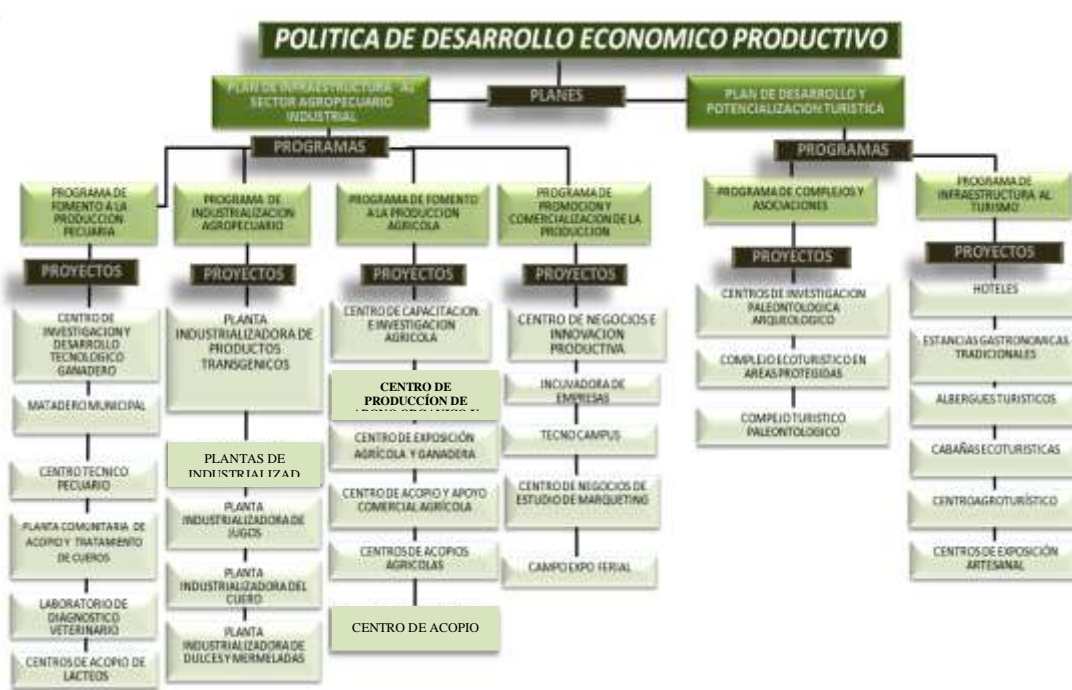 POLITICA DE DESARROLLO ECONOMICO PRODUCTIVO
PLAN DE INFRAESTRUCTURA AL
SECTOR AGROPECUARIO
INDUSTRIAL
PLANES
PLAN DE DESARROLLO Y
POTENCIALIZACION TURISTICA
PROGRAMAS
PROGRAMAS
PROGRAMA DE
FOMENTO A LA
PRODUCCION
PECUARIA
PROYECTOS
CENTRO DE
INVESTIGACION Y
DESARROLLO
TECNOLOGICO
GANADERO
MATADERO MUNICIPAL
CENTRO TECNICO
PECUARIO
PLANTA COMUNITARIA DE
ACOPIO Y TRATAMIENTO
DE CUEROS
LABORATORIO DE
DIAGNOSTICO
VETERINARIO
CENTROS DE ACOPIO DE
LACTEOS
PROGRAMA DE
INDUSTRIALIZACION
AGROPECUARIO
PROYECTOS
PLANTA
INDUSTRIALIZADORA DE
PRODUCTOS
TRANSGENICOS
PLANTAS DE
INDUSTRIALIZAD
PLANTA
INDUSTRIALIZADORA DE
JUGOS
PLANTA
INDUSTRIALIZADORA DEL
CUERO
PLANTA
INDUSTRIALIZADORA DE
DULCES Y MERMELADAS
PROGRAMA DE FOMENTO
A LA PRODUCCION
AGRICOLA
PROYECTOS
CENTRO DE CAPACITACION
E INVESTIGACION
AGRICOLA
CENTRO DE
PRODUCCÍON DE
CENTRO DE EXPOSICIÓN
AGRÍCOLA Y GANADERA
CENTRO DE ACOPIO Y APOYO
COMERCIAL AGRÍCOLA
CENTROS DE ACOPIOS
AGRICOLAS
CENTRO DE ACOPIO
PROGRAMA DE
PROMOCION Y
COMERCIALIZACION DE LA
PRODUCCION
PROYECTOS
CENTRO DE NEGOCIOS E
INNOVACION
PRODUCTIVA
INCUVADORA DE
EMPRESAS
TECNO CAMPUS
CENTRO DE NEGOCIOS DE
ESTUDIO DE MARQUETING
CAMPO EXPO FERIAL
PROGRAMA DE COMPLEJOS Y
ASOCIACIONES
PROYECTOS
CENTROS DE INVESTIGACION
PALEONTOLOGICA
ARQUEOLOGICO
COMPLEJO ECOTURISTICO EN
AREAS PROTEGIDAS
COMPLEJO TURISTICO
PALEONTOLOGICO
PROGRAMA DE
INFRAESTRUCTURA AL
TURISMO
PROYECTOS
HOTELES
ESTANCIAS GASTRONOMICAS
TRADICIONALES
ALBERGUES TURISTICOS
CABAÑAS ECOTURISTICAS
CENTRO AGROTURÍSTICO
CENTROS DE EXPOSICIÓN
ARTESANAL